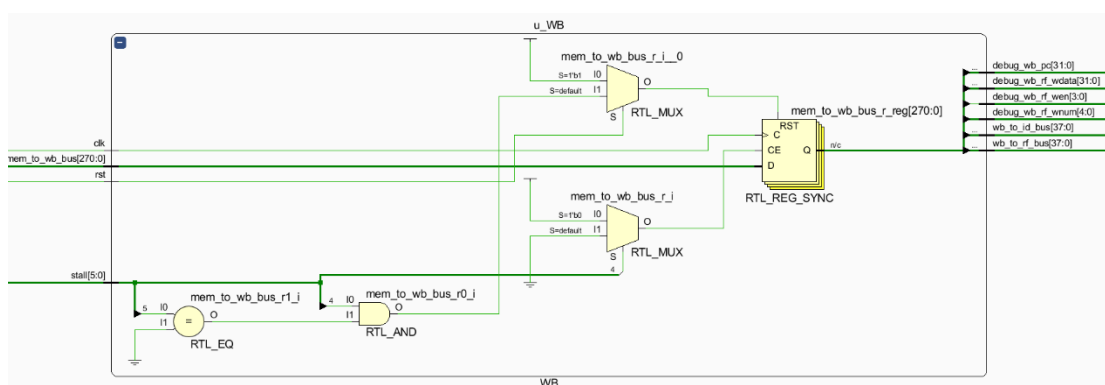 u_WB
mem_to_wb_bus_r_i__0
S=1'b1 I0
S=default I1
O
S
RTL_MUX
mem_to_wb_bus_r_reg[270:0]
RST
C
CE
D
Q
n/c
RTL_REG_SYNC
... debug_wb_pc[31:0]
... debug_wb_rf_wdata[31:0]
... debug_wb_rf_wen[3:0]
... debug_wb_rf_wnum[4:0]
... wb_to_id_bus[37:0]
... wb_to_rf_bus[37:0]
clk
mem_to_wb_bus[270:0]
rst
mem_to_wb_bus_r_i
S=1'b0 I0
S=default I1
O
S
4
RTL_MUX
stall[5:0]
mem_to_wb_bus_r1_i
5 I0
I1
=
O
RTL_EQ
mem_to_wb_bus_r0_i
4 I0
I1
O
RTL_AND
WB